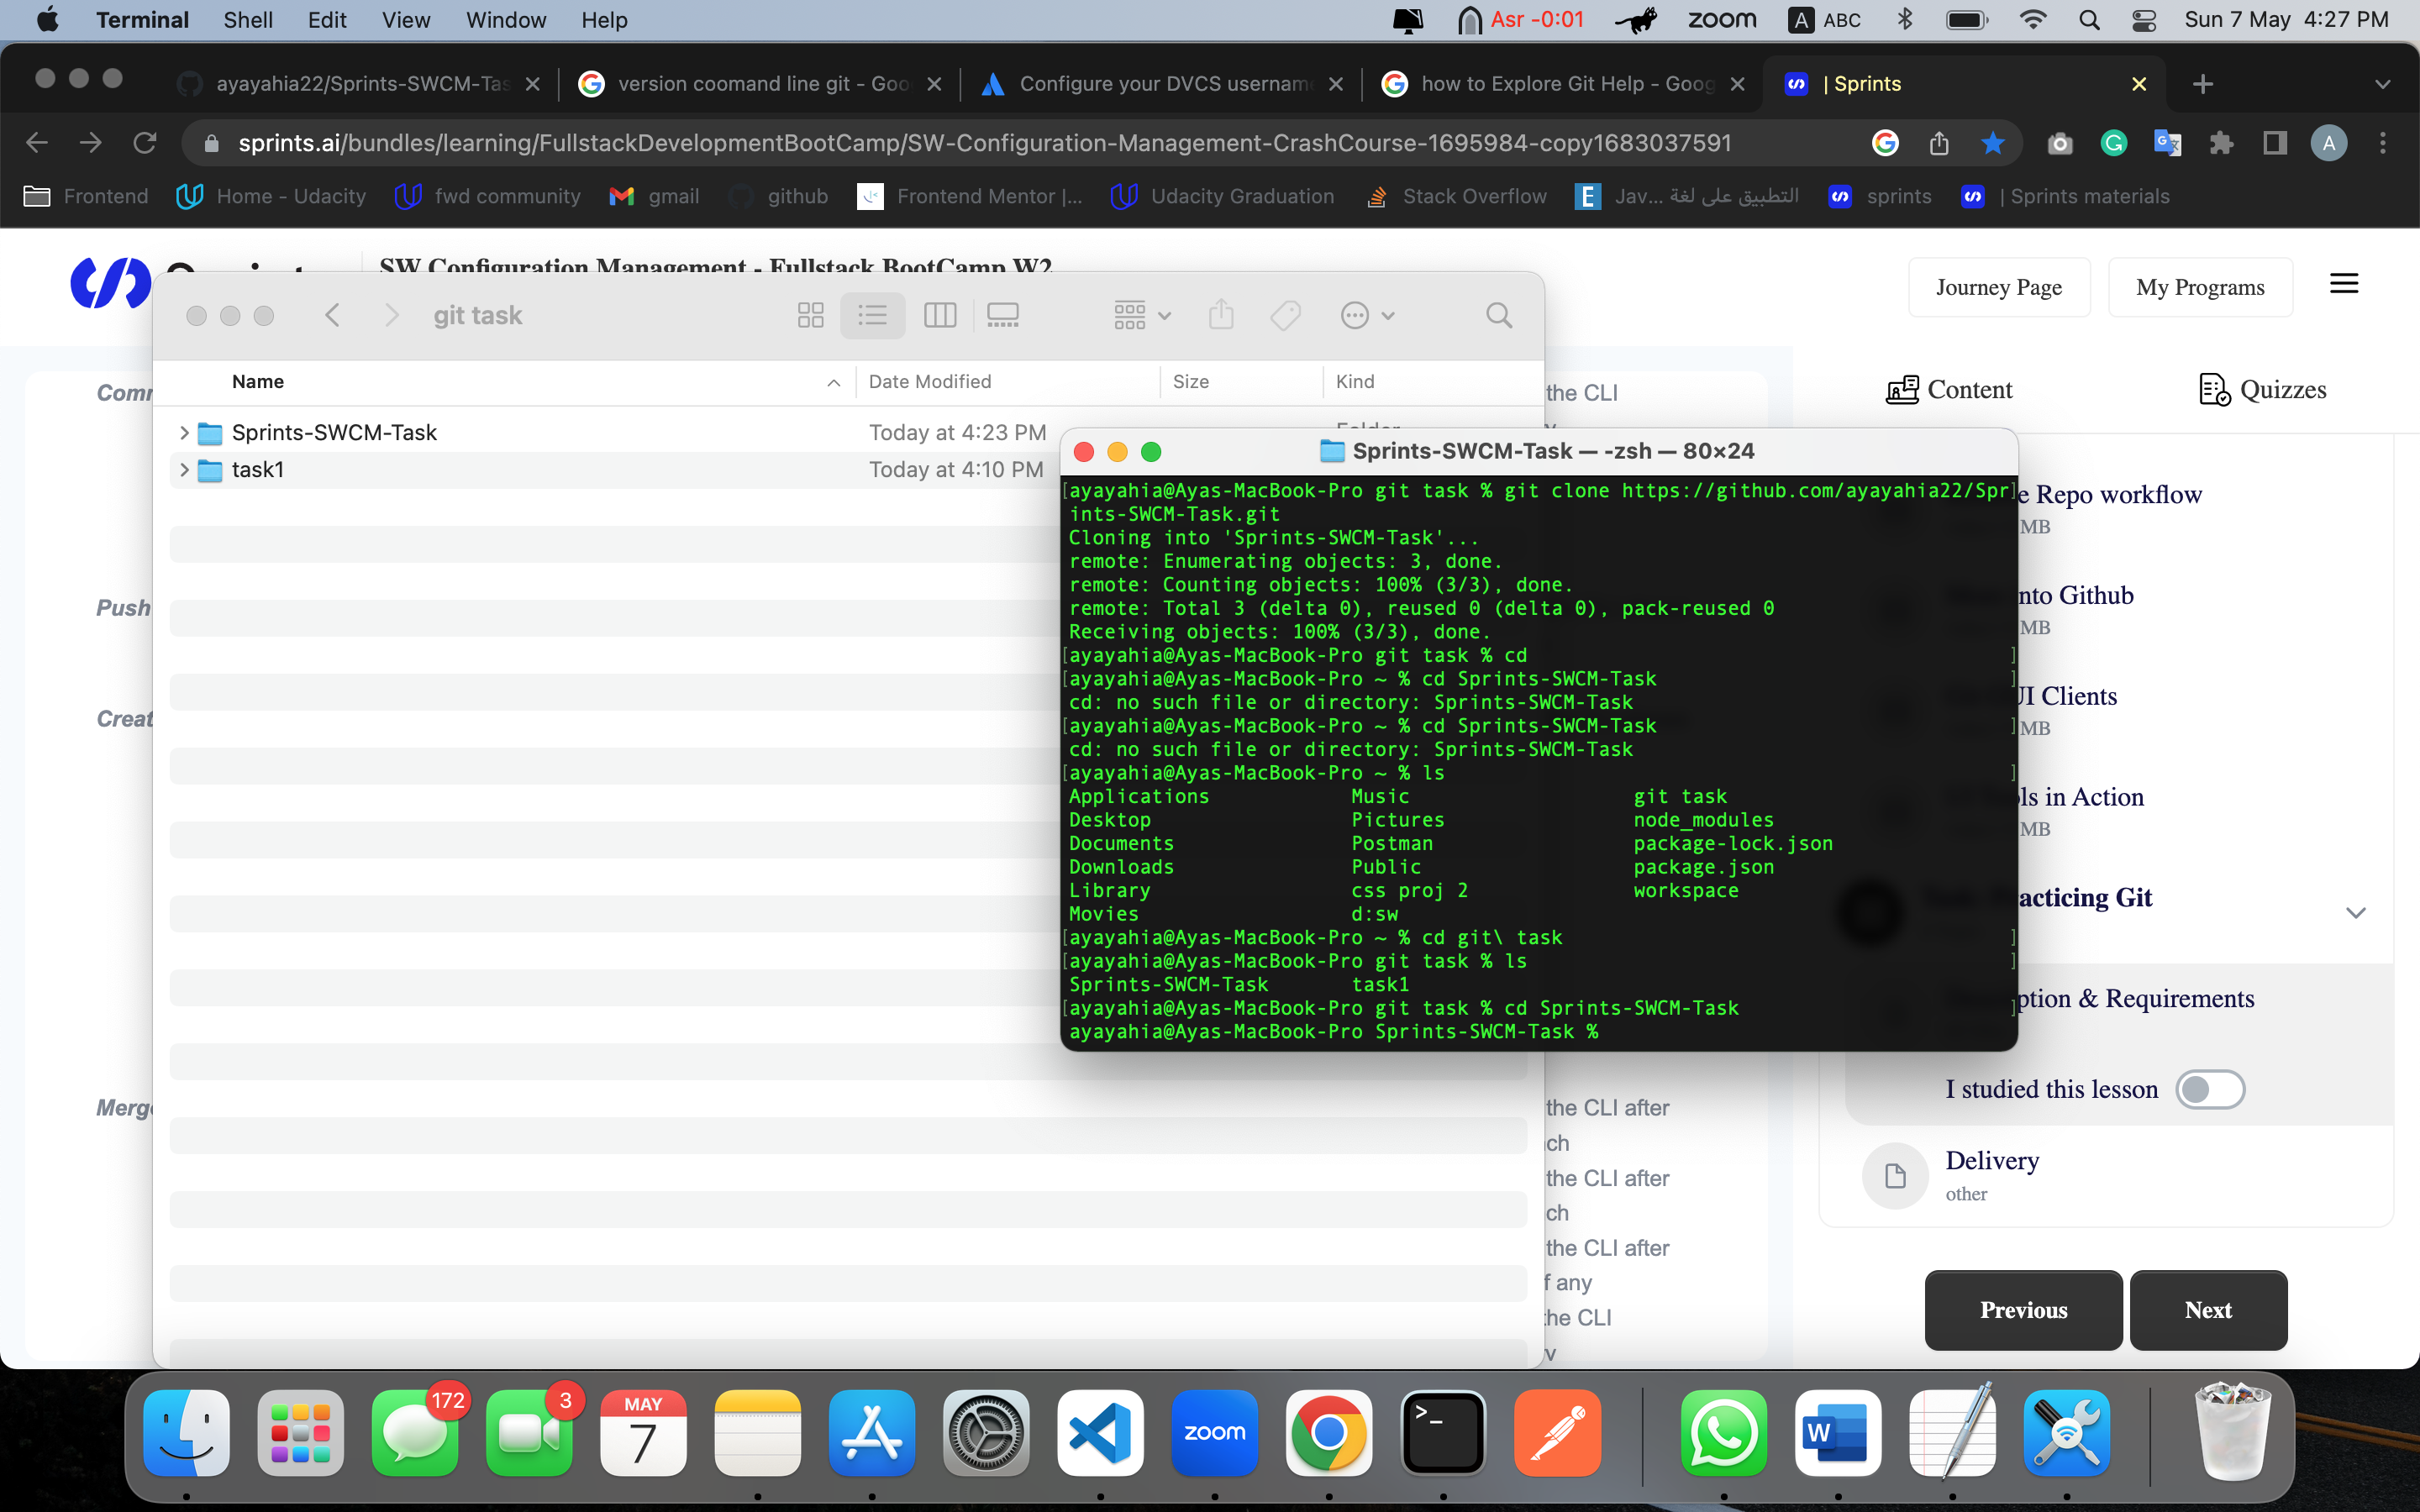 Terminal Shell Edit View Window Help
Asr -0:01 zoom A ABC Sun 7 May 4:27 PM
ayayahia22/Sprints-SWCM-Tas
version coomand line git - Goo
Configure your DVCS usernam
how to Explore Git Help - Goog
| Sprints
sprints.ai/bundles/learning/FullstackDevelopmentBootCamp/SW-Configuration-Management-CrashCourse-1695984-copy1683037591
A
Frontend Home - Udacity fwd community gmail github Frontend Mentor |... Udacity Graduation Stack Overflow Jav... التطبيق على لغة sprints | Sprints materials
SW Configuration Management - Fullstack BootCamp W2
Journey Page My Programs
git task
Name Date Modified Size Kind
Comm
the CLI
Content Quizzes
Sprints-SWCM-Task Today at 4:23 PM Folder
task1 Today at 4:10 PM
Sprints-SWCM-Task — -zsh — 80×24
ayayahia@Ayas-MacBook-Pro git task % git clone https://github.com/ayayahia22/Spr
ints-SWCM-Task.git
Cloning into 'Sprints-SWCM-Task'...
remote: Enumerating objects: 3, done.
remote: Counting objects: 100% (3/3), done.
remote: Total 3 (delta 0), reused 0 (delta 0), pack-reused 0
Receiving objects: 100% (3/3), done.
ayayahia@Ayas-MacBook-Pro git task % cd
ayayahia@Ayas-MacBook-Pro ~ % cd Sprints-SWCM-Task
cd: no such file or directory: Sprints-SWCM-Task
ayayahia@Ayas-MacBook-Pro ~ % cd Sprints-SWCM-Task
cd: no such file or directory: Sprints-SWCM-Task
ayayahia@Ayas-MacBook-Pro ~ % ls
Applications Music git task
Desktop Pictures node_modules
Documents Postman package-lock.json
Downloads Public package.json
Library css proj 2 workspace
Movies d:sw
ayayahia@Ayas-MacBook-Pro ~ % cd git\ task
ayayahia@Ayas-MacBook-Pro git task % ls
Sprints-SWCM-Task task1
ayayahia@Ayas-MacBook-Pro git task % cd Sprints-SWCM-Task
ayayahia@Ayas-MacBook-Pro Sprints-SWCM-Task %
Push
Creat
Merge
the CLI after
ch
the CLI after
ch
the CLI after
f any
the CLI
e Repo workflow
MB
nto Github
MB
UI Clients
MB
ls in Action
MB
acticing Git
ption & Requirements
I studied this lesson
Delivery
other
Previous Next
172
3
MAY
7
zoom
>_
W